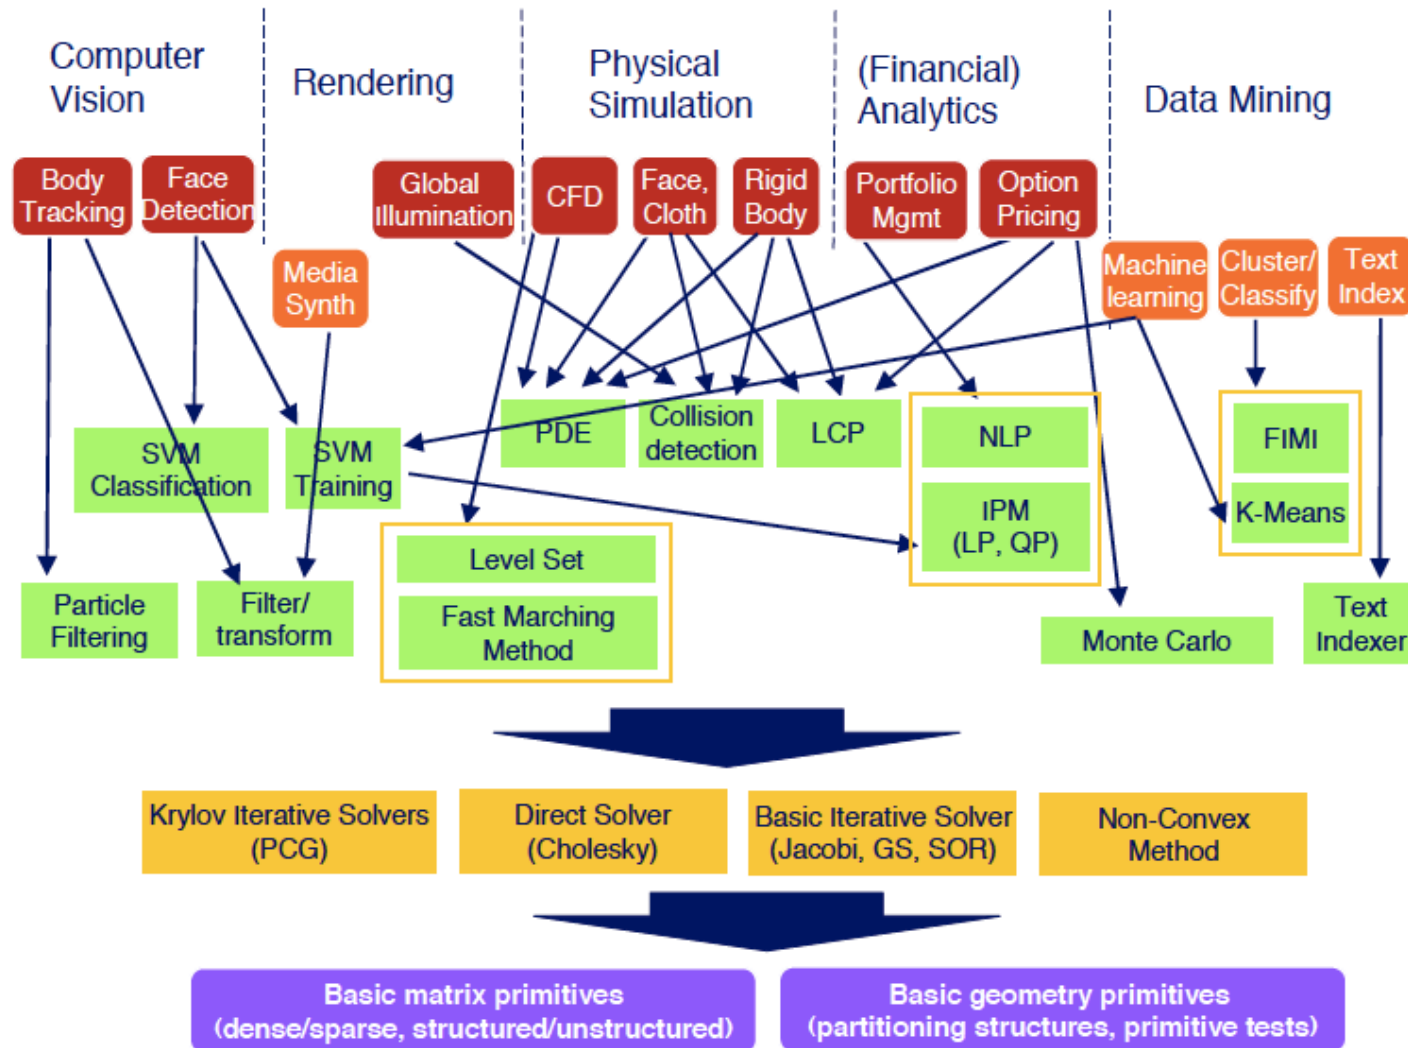 Computer
Vision
Rendering
Physical
Simulation
(Financial)
Analytics
Data Mining
Body
Tracking
Face
Detection
Global
Illumination
CFD
Face,
Cloth
Rigid
Body
Portfolio
Mgmt
Option
Pricing
Media
Synth
Machine
learning
Cluster/
Classify
Text
Index
SVM
Classification
SVM
Training
PDE
Collision
detection
LCP
NLP
FIMI
IPM
(LP, QP)
K-Means
Level Set
Fast Marching
Method
Particle
Filtering
Filter/
transform
Monte Carlo
Text
Indexer
Krylov Iterative Solvers
(PCG)
Direct Solver
(Cholesky)
Basic Iterative Solver
(Jacobi, GS, SOR)
Non-Convex
Method
Basic matrix primitives
(dense/sparse, structured/unstructured)
Basic geometry primitives
(partitioning structures, primitive tests)